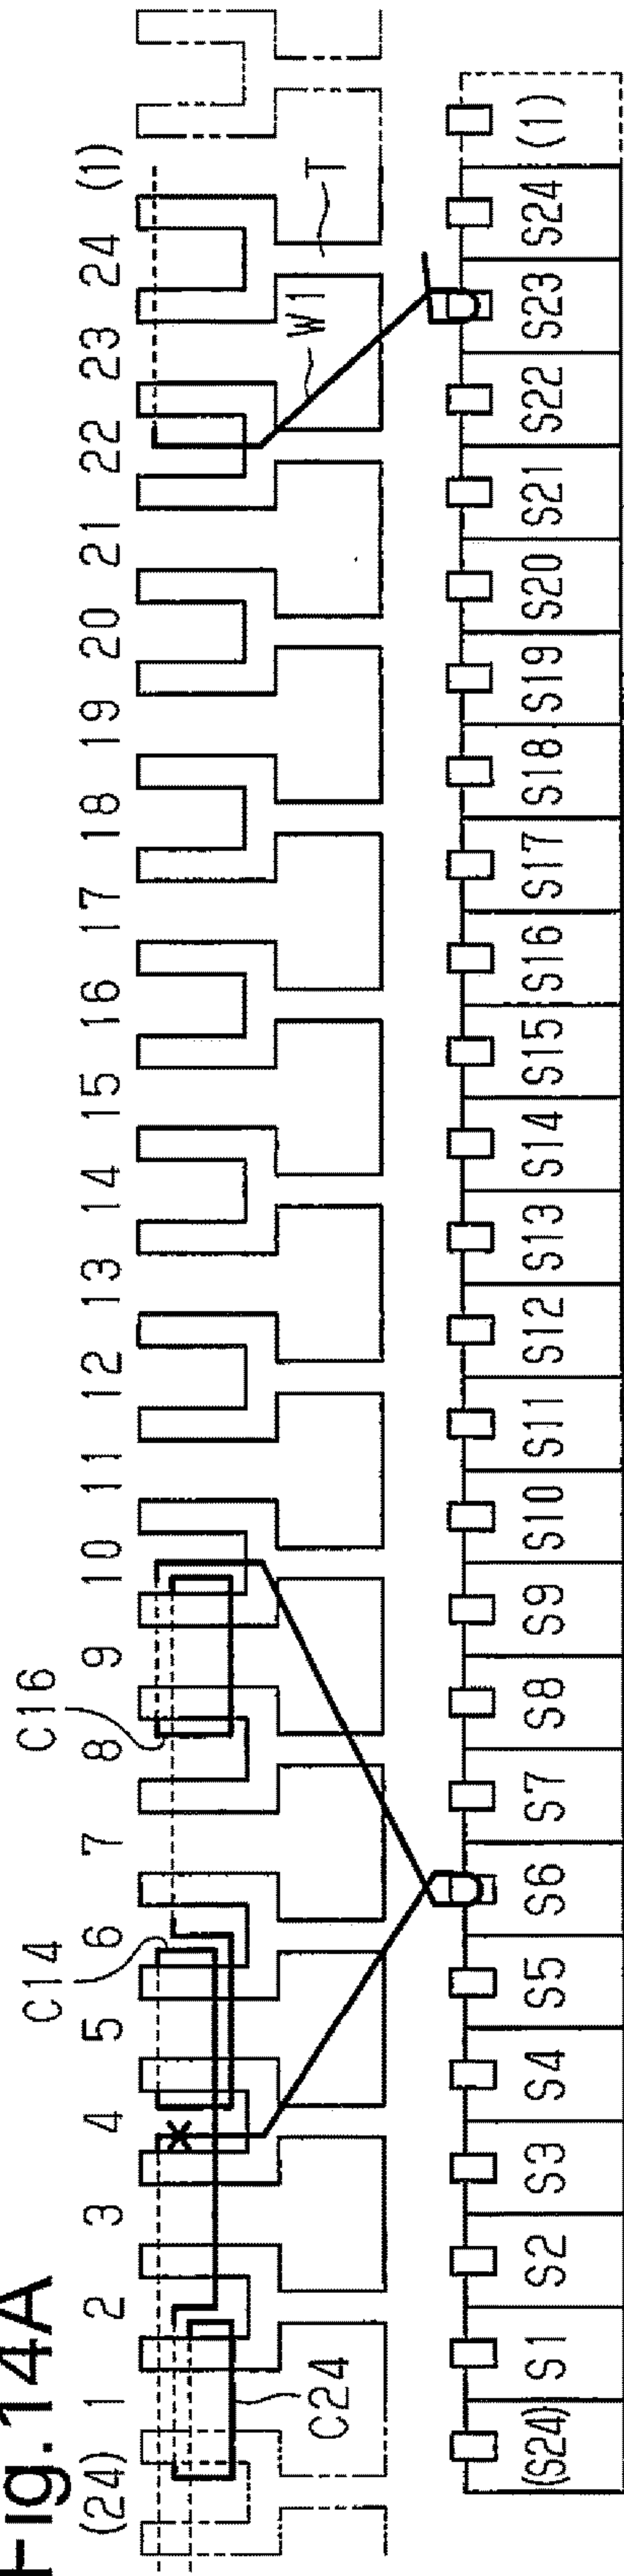 Fig.14A
(24) 1 2 3 4 5 6 7 8 9 10 11 12 13 14 15 16 17 18 19 20 21 22 23 24 (1)
C14
C16
C24
W1
T
(S24) S1 S2 S3 S4 S5 S6 S7 S8 S9 S10 S11 S12 S13 S14 S15 S16 S17 S18 S19 S20 S21 S22 S23 S24 (1)